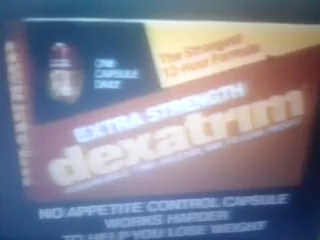 ONE
CAPSULE
DAILY
The Strongest
12-Hour Formula
EXTRA STRENGTH
dexatrim
NO APPETITE CONTROL CAPSULE
WORKS HARDER
TO HELP YOU LOSE WEIGHT